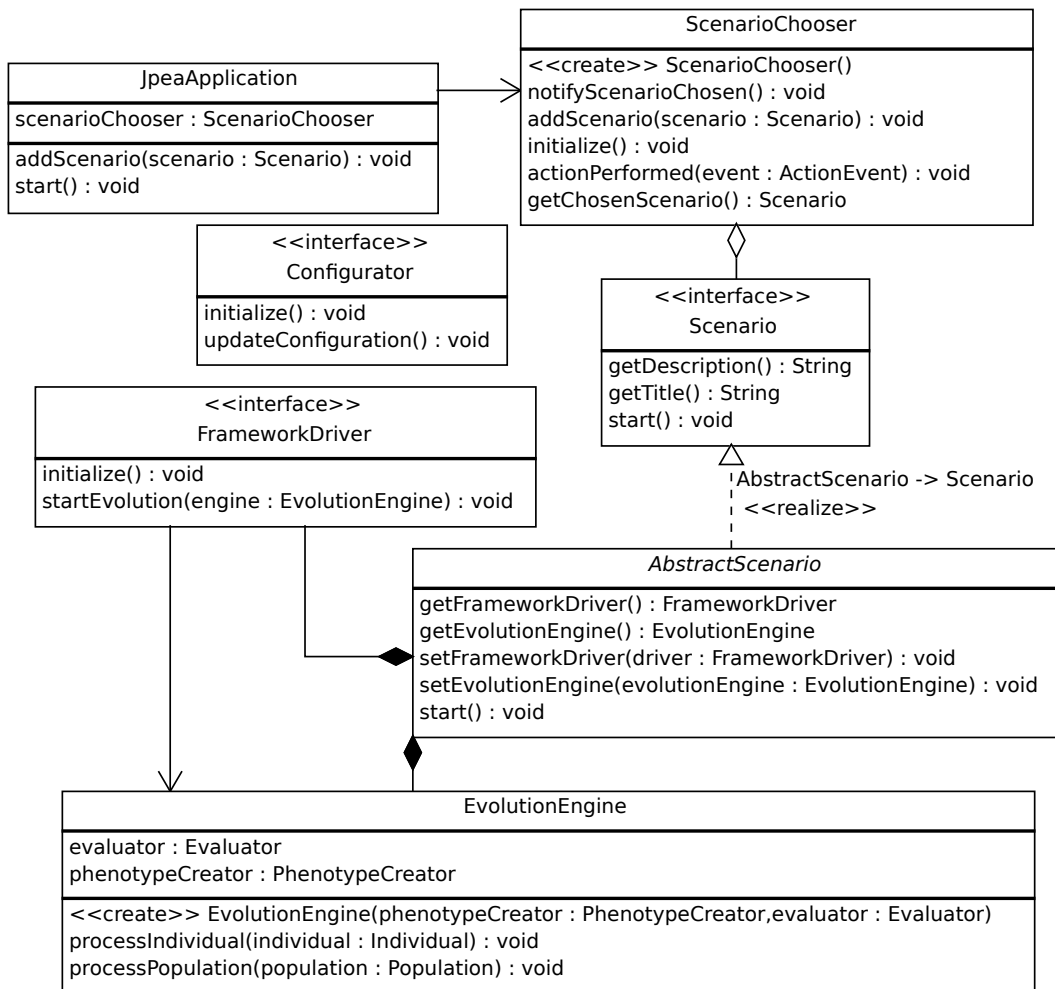 ScenarioChooser
<<create>> ScenarioChooser()
notifyScenarioChosen() : void
addScenario(scenario : Scenario) : void
initialize() : void
actionPerformed(event : ActionEvent) : void
getChosenScenario() : Scenario
JpeaApplication
scenarioChooser : ScenarioChooser
addScenario(scenario : Scenario) : void
start() : void
<<interface>>
Configurator
initialize() : void
updateConfiguration() : void
<<interface>>
Scenario
getDescription() : String
getTitle() : String
start() : void
<<interface>>
FrameworkDriver
initialize() : void
startEvolution(engine : EvolutionEngine) : void
AbstractScenario -> Scenario
<<realize>>
AbstractScenario
getFrameworkDriver() : FrameworkDriver
getEvolutionEngine() : EvolutionEngine
setFrameworkDriver(driver : FrameworkDriver) : void
setEvolutionEngine(evolutionEngine : EvolutionEngine) : void
start() : void
EvolutionEngine
evaluator : Evaluator
phenotypeCreator : PhenotypeCreator
<<create>> EvolutionEngine(phenotypeCreator : PhenotypeCreator,evaluator : Evaluator)
processIndividual(individual : Individual) : void
processPopulation(population : Population) : void